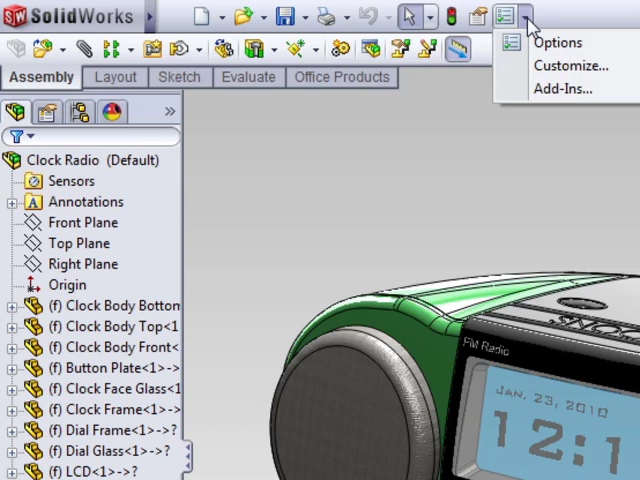 SolidWorks
Options
Customize...
Add-Ins...
Assembly Layout Sketch Evaluate Office Products
Clock Radio (Default)
Sensors
Annotations
Front Plane
Top Plane
Right Plane
Origin
(f) Clock Body Bottom
(f) Clock Body Top<1
(f) Clock Body Front<
(f) Button Plate<1>->
(f) Clock Face Glass<1
(f) Clock Frame<1>->
(f) Dial Frame<1>->?
(f) Dial Glass<1>->?
(f) LCD<1>->?
FM Radio
JAN. 23, 2010
12:1